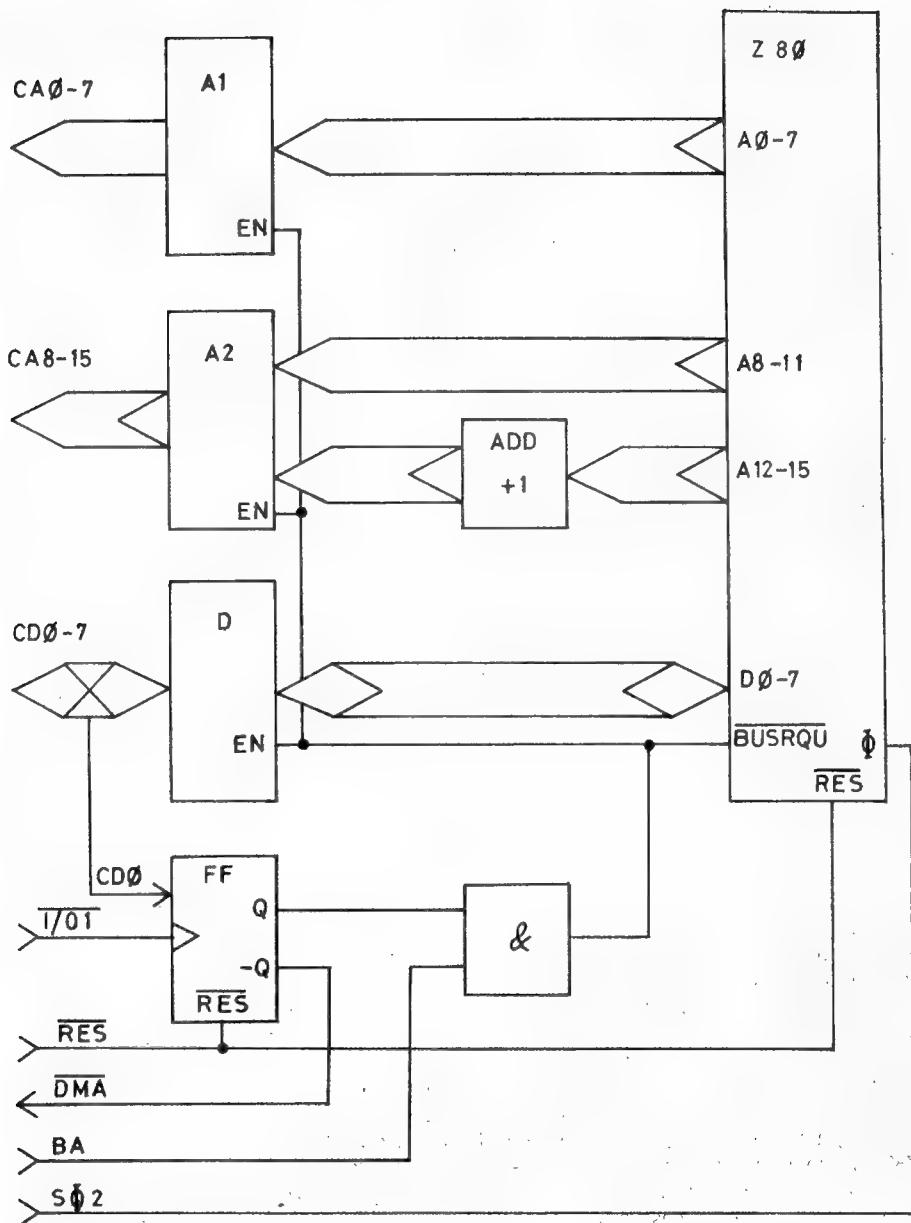 Z 8Ø
A1
CAØ-7
AØ-7
EN
A2
CA8-15
A8-11
ADD
+1
A12-15
EN
D
CDØ-7
DØ-7
EN
BUSRQU
Φ
RES
CDØ
FF
I/O1
Q
&
-Q
RES
RES
DMA
BA
SΦ2